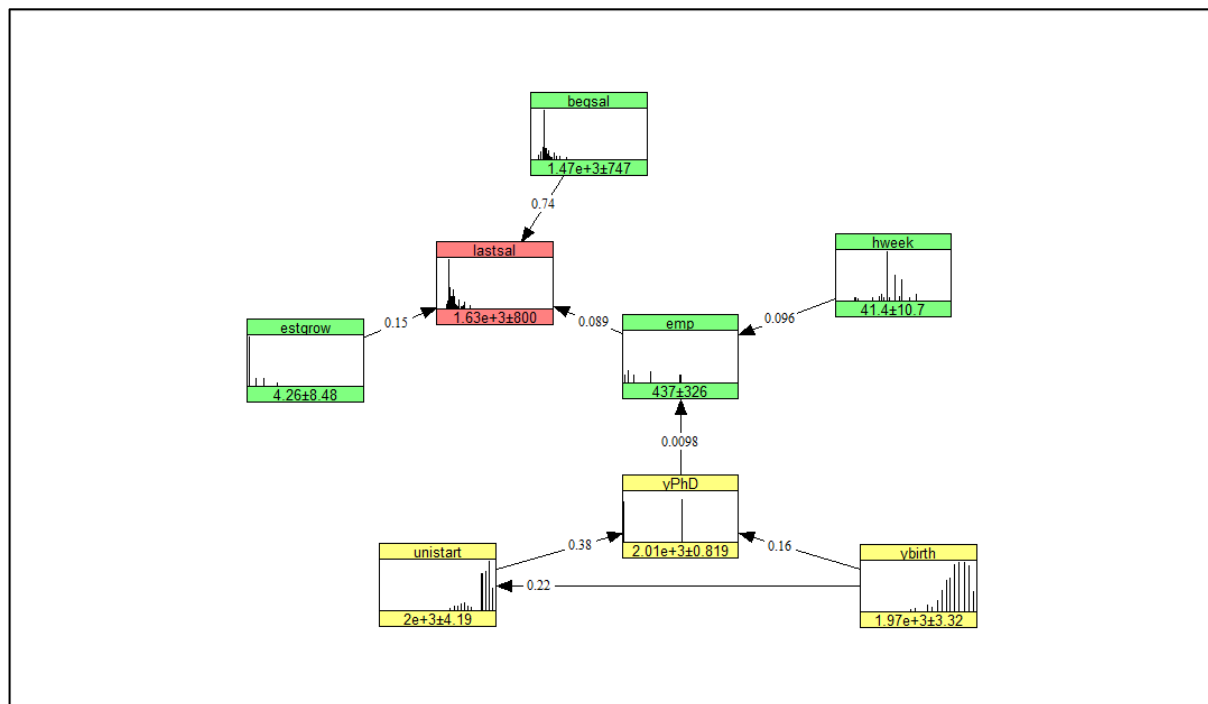 begsal
1.47e+3±747
0.74
lastsal
1.63e+3±800
hweek
41.4±10.7
0.15
0.089
0.096
estgrow
4.26±8.48
emp
437±326
0.0098
yPhD
2.01e+3±0.819
unistart
2e+3±4.19
0.38
0.16
0.22
ybirth
1.97e+3±3.32